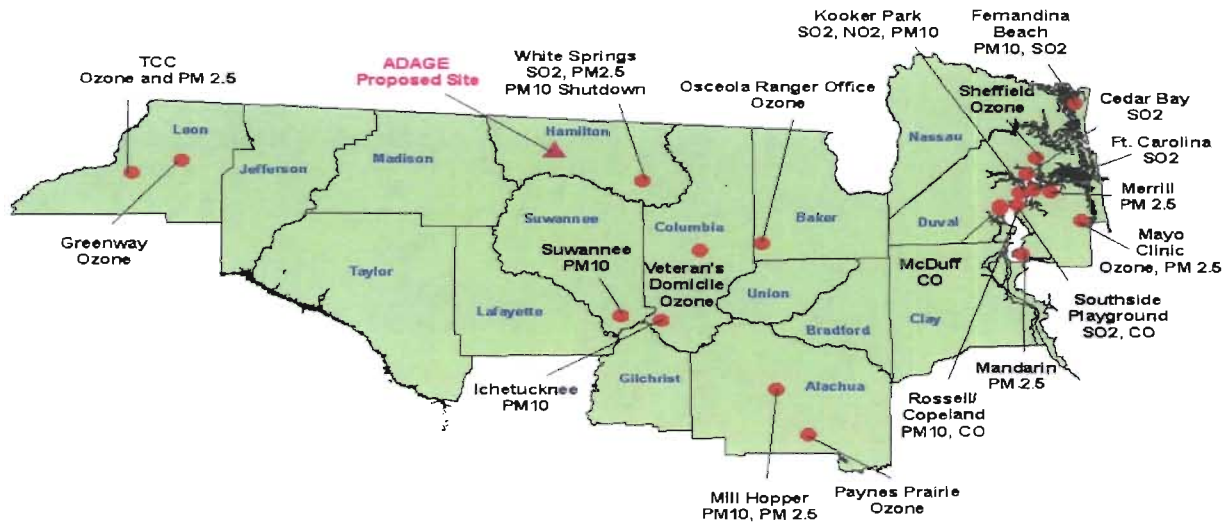 Kooker Park
SO2, NO2, PM10
Fernandina
Beach
PM10, SO2
TCC
Ozone and PM 2.5
ADAGE
Proposed Site
White Springs
SO2, PM2.5
PM10 Shutdown
Osceola Ranger Office
Ozone
Sheffield
Ozone
Cedar Bay
SO2
Leon
Jefferson
Madison
Hamilton
Nassau
Ft. Carolina
SO2
Merrill
PM 2.5
Greenway
Ozone
Suwannee
Suwannee
PM10
Columbia
Baker
Duval
Mayo
Clinic
Ozone, PM 2.5
Taylor
Lafayette
Veteran's
Domicile
Ozone
Union
McDuff
CO
Southside
Playground
SO2, CO
Bradford
Clay
Ichetucknee
PM10
Gilchrist
Alachua
Mandarin
PM 2.5
Rossell/
Copeland
PM10, CO
Mill Hopper
PM10, PM 2.5
Paynes Prairie
Ozone